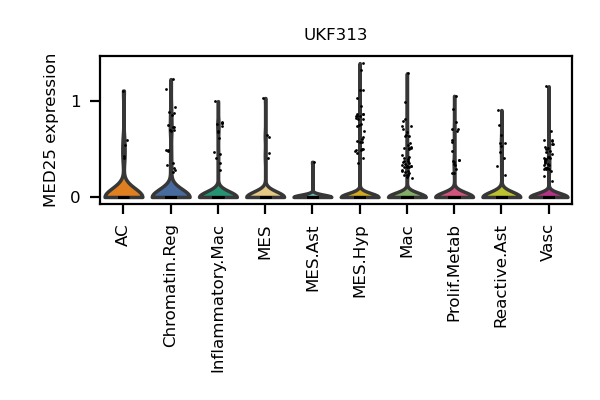 UKF313
MED25 expression
1
0
AC
Chromatin.Reg
Inflammatory.Mac
MES
MES.Ast
MES.Hyp
Mac
Prolif.Metab
Reactive.Ast
Vasc